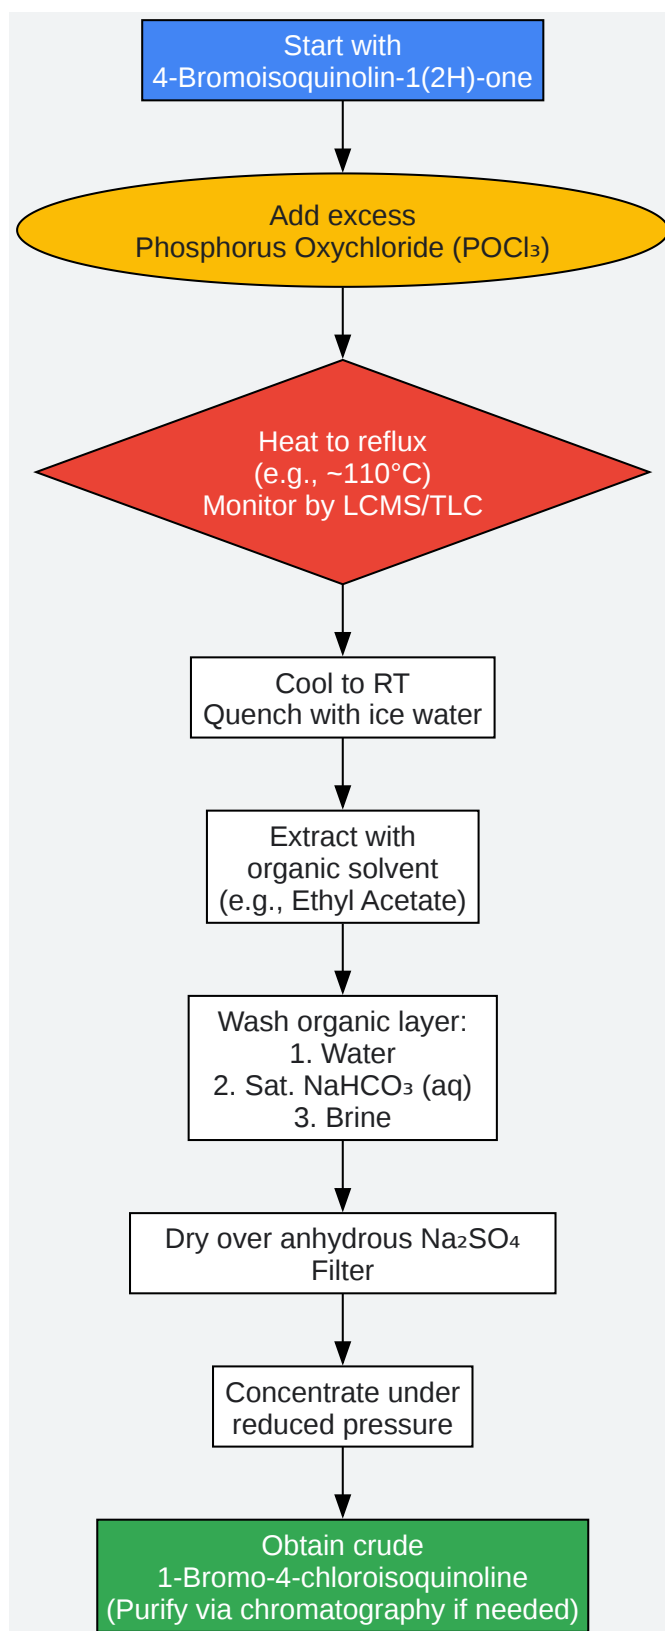 Start with
4-Bromoisoquinolin-1(2H)-one
Add excess
Phosphorus Oxychloride (POCl₃)
Heat to reflux
(e.g., ~110°C)
Monitor by LCMS/TLC
Cool to RT
Quench with ice water
Extract with
organic solvent
(e.g., Ethyl Acetate)
Wash organic layer:
1. Water
2. Sat. NaHCO₃ (aq)
3. Brine
Dry over anhydrous Na₂SO₄
Filter
Concentrate under
reduced pressure
Obtain crude
1-Bromo-4-chloroisoquinoline
(Purify via chromatography if needed)